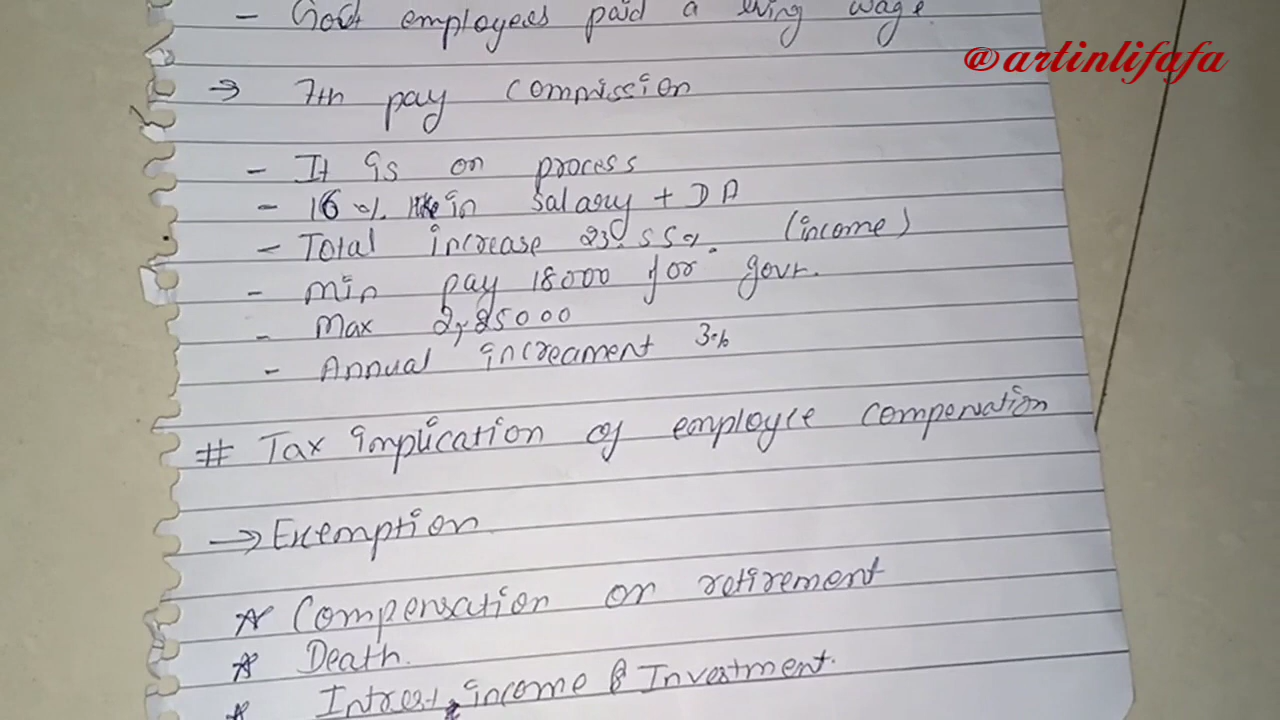 - Govt employees paid a living wage
@artinlifafa
→ 7th pay commission
- It is on process
- 16 % Hike in salary + DA
- Total increase 23.55%. (income)
- Min pay 18000 for govt.
- Max 2,25000
- Annual increament 3%
# Tax implication of employee compensation
→ Exemption
* Compensation on retirement
* Death.
* Intrest, income & Investment.